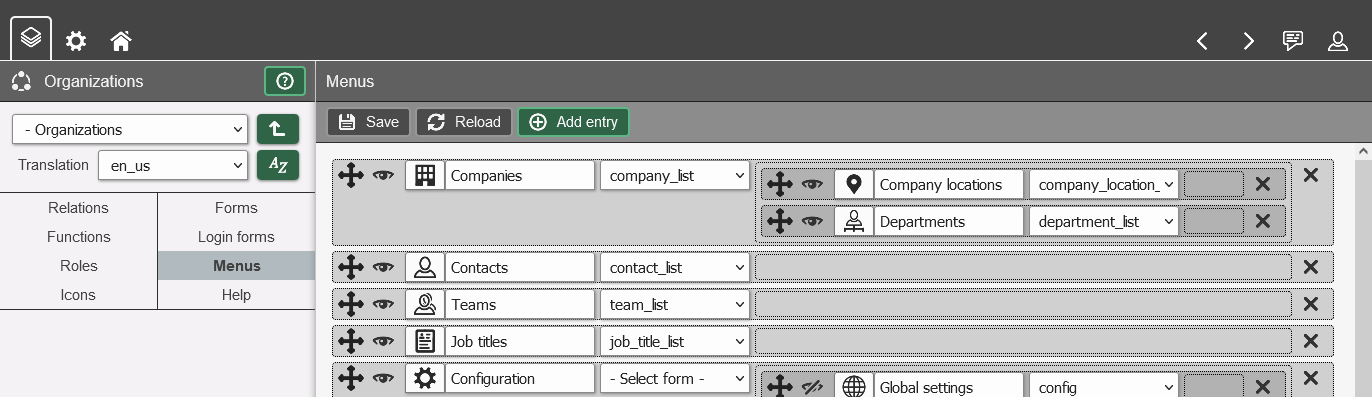 Organizations
Menus
- Organizations
Save
Reload
Add entry
Translation
en_us
AZ
Relations
Forms
Functions
Login forms
Roles
Menus
Icons
Help
Companies
company_list
Company locations
company_location_
Departments
department_list
Contacts
contact_list
Teams
team_list
Job titles
job_title_list
Configuration
- Select form -
Global settings
config